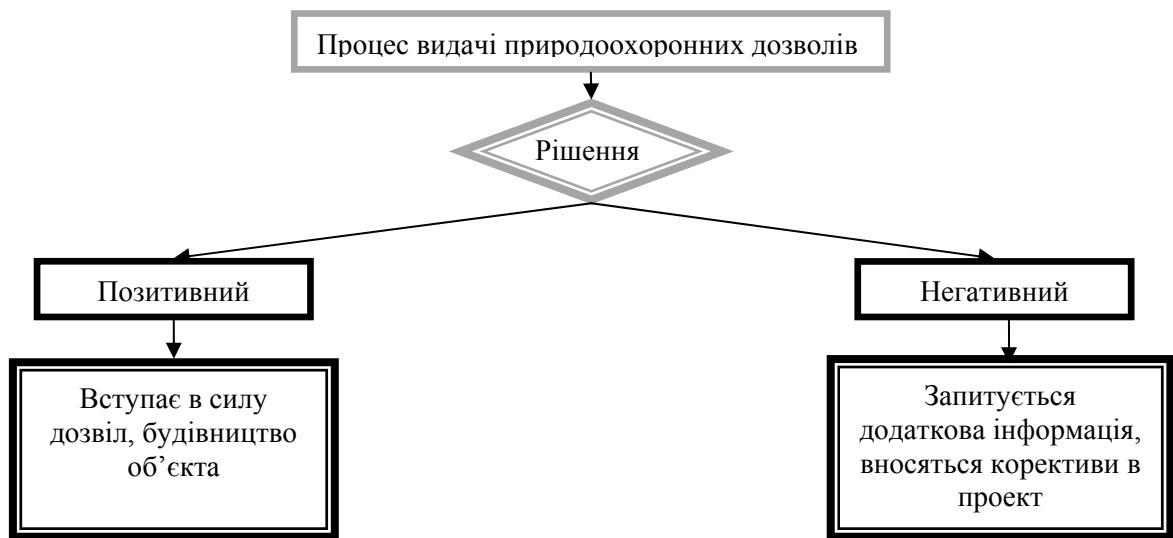 Процес видачі природоохоронних дозволів
Рішення
Позитивний
Негативний
Вступає в силу
дозвіл, будівництво
об’єкта
Запитується
додаткова інформація,
вносяться корективи в
проект